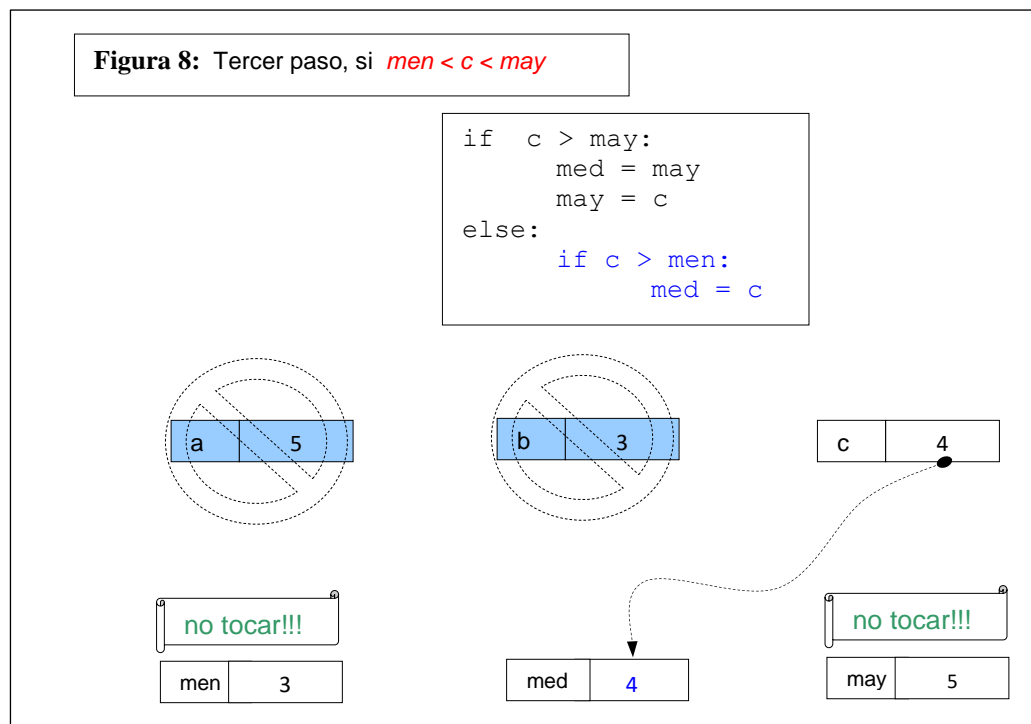 Figura 8: Tercer paso, si men < c < may
if c > may:
med = may
may = c
else:
if c > men:
med = c
a 5
b 3
c 4
no tocar!!!
no tocar!!!
men 3
med 4
may 5